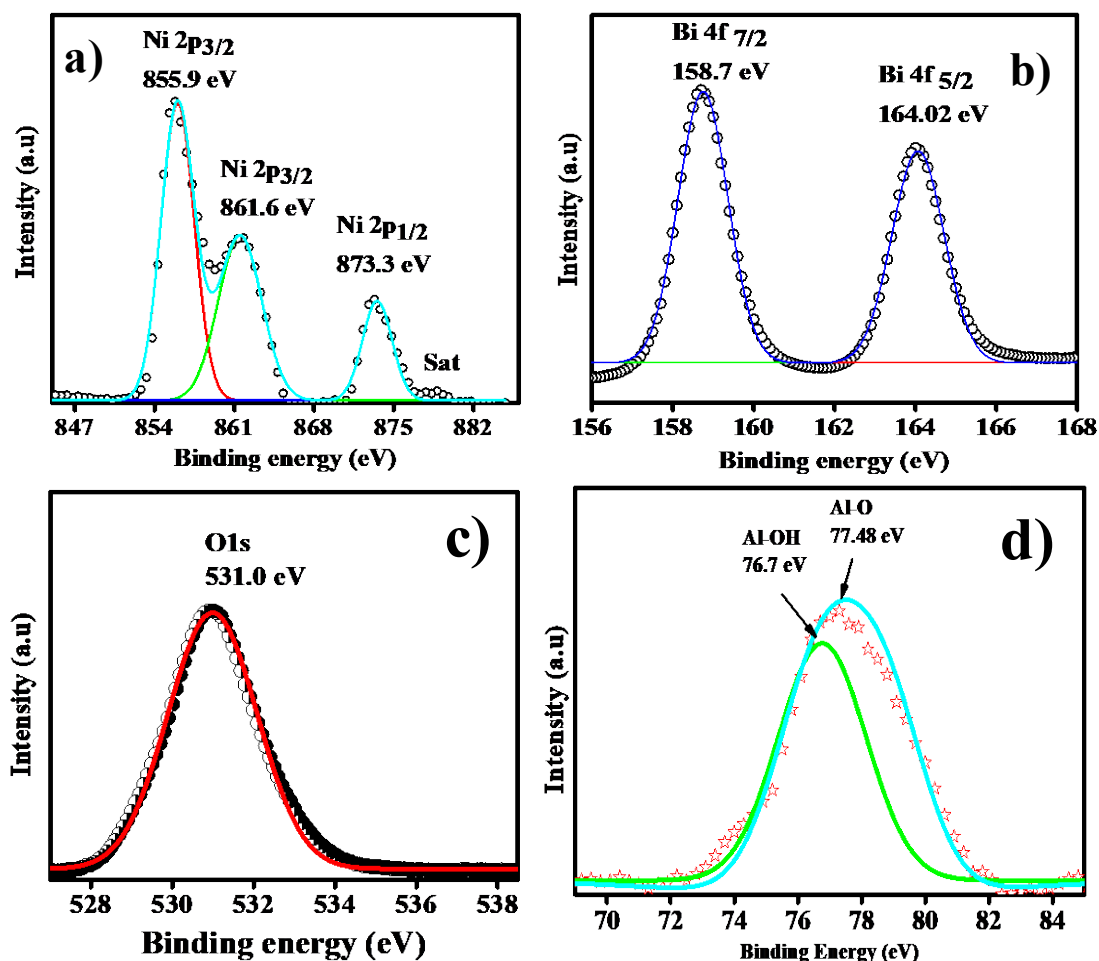 a)
Ni 2p3/2
855.9 eV
Ni 2p3/2
861.6 eV
Ni 2p1/2
873.3 eV
Sat
Intensity (a.u)
847 854 861 868 875 882
Binding energy (eV)
b)
Bi 4f 7/2
158.7 eV
Bi 4f 5/2
164.02 eV
Intensity (a.u)
156 158 160 162 164 166 168
Binding energy (eV)
c)
O1s
531.0 eV
Intensity (a.u)
528 530 532 534 536 538
Binding energy (eV)
d)
Al-O
77.48 eV
Al-OH
76.7 eV
Intensity (a.u)
70 72 74 76 78 80 82 84
Binding Energy (eV)